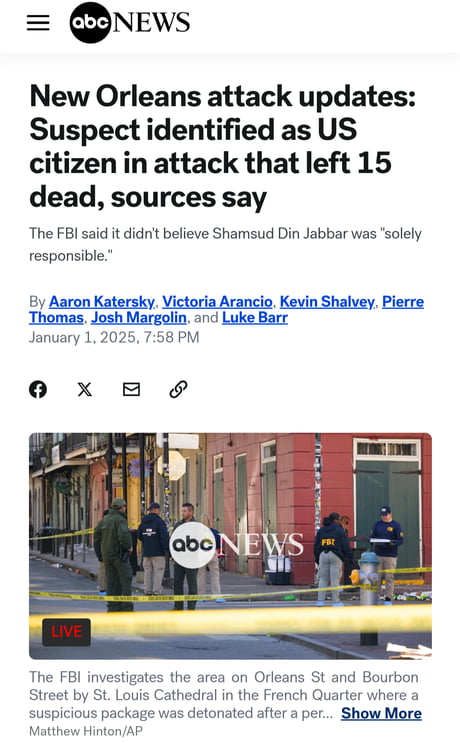 abc NEWS
New Orleans attack updates:
Suspect identified as US
citizen in attack that left 15
dead, sources say
The FBI said it didn't believe Shamsud Din Jabbar was "solely
responsible."
By Aaron Katersky, Victoria Arancio, Kevin Shalvey, Pierre
Thomas, Josh Margolin, and Luke Barr
January 1, 2025, 7:58 PM
abc NEWS
FBI
LIVE
The FBI investigates the area on Orleans St and Bourbon
Street by St. Louis Cathedral in the French Quarter where a
suspicious package was detonated after a per... Show More
Matthew Hinton/AP